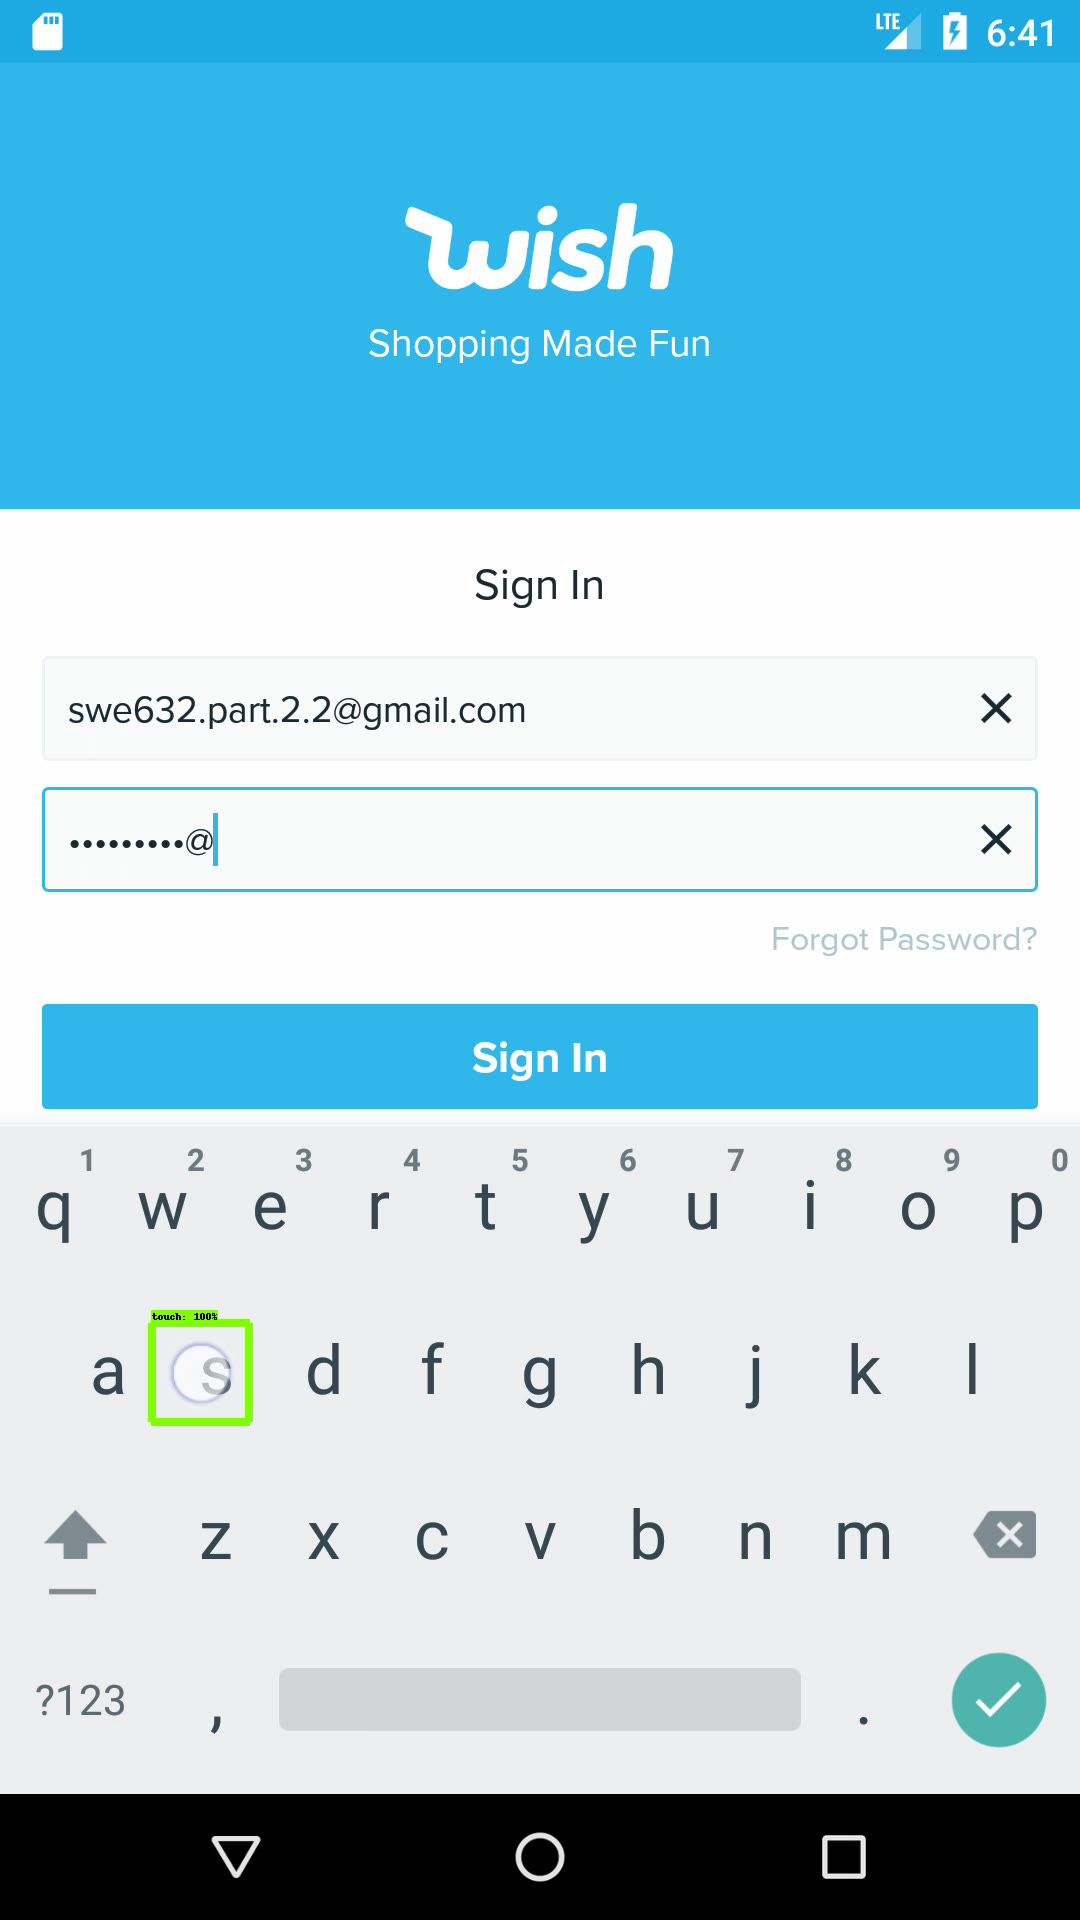 LTE 6:41
wish
Shopping Made Fun
Sign In
swe632.part.2.2@gmail.com
•••••••••@
Forgot Password?
Sign In
1 2 3 4 5 6 7 8 9 0
q w e r t y u i o p
touch: 100%
a s d f g h j k l
z x c v b n m
?123 , .